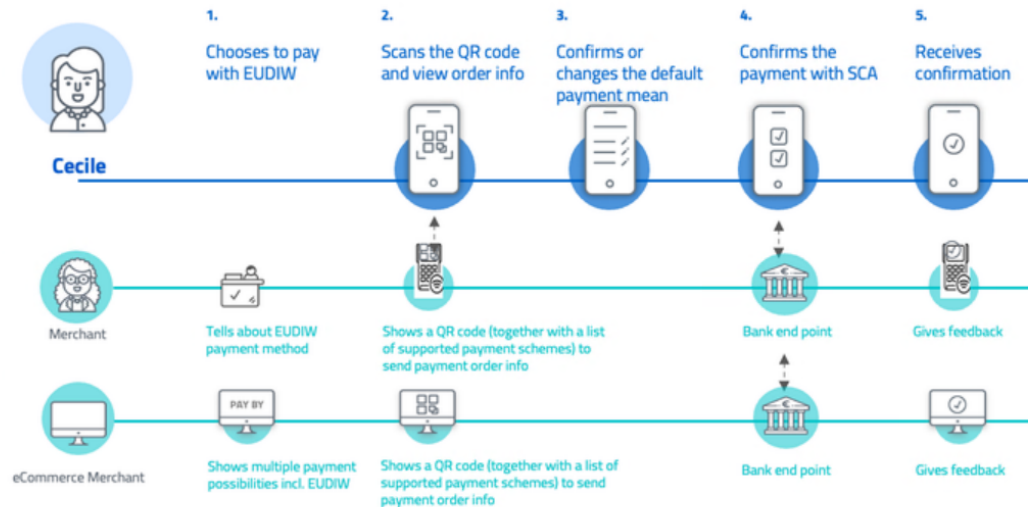 1.
Chooses to pay
with EUDIW
2.
Scans the QR code
and view order info
3.
Confirms or
changes the default
payment mean
4.
Confirms the
payment with SCA
5.
Receives
confirmation
Cecile
Merchant
Tells about EUDIW
payment method
Shows a QR code (together with a list
of supported payment schemes) to
send payment order info
Bank end point
Gives feedback
eCommerce Merchant
PAY BY
Shows multiple payment
possibilities incl. EUDIW
Shows a QR code (together with a list of
supported payment schemes) to send
payment order info
Bank end point
Gives feedback